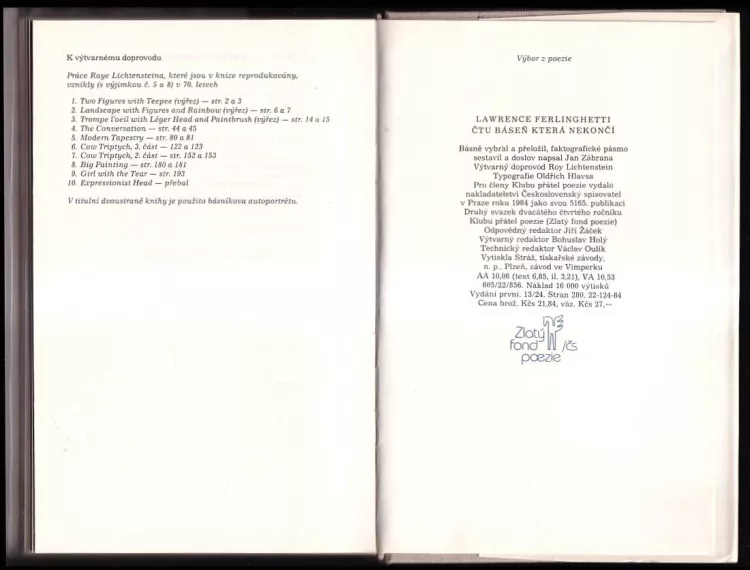 K výtvarnému doprovodu
Práce Raye Lichtensteina, které jsou v knize reprodukovány,
vznikly (s výjimkou č. 5 a 8) v 70. letech
1. Two Figures with Teepee (výřez) — str. 2 a 3
2. Landscape with Figures and Rainbow (výřez) — str. 6 a 7
3. Trompe l'oeil with Léger Head and Paintbrush (výřez) — str. 14 a 15
4. The Conversation — str. 44 a 45
5. Modern Tapestry — str. 80 a 81
6. Cow Triptych, 3. část — 122 a 123
7. Cow Triptych, 2. část — str. 152 a 153
8. Big Painting — str. 180 a 181
9. Girl with the Tear — str. 193
10. Expressionist Head — přebal
V titulní dvoustraně knihy je použito básníkova autoportrétu.
Výbor z poezie
LAWRENCE FERLINGHETTI
ČTU BÁSEŇ KTERÁ NEKONČÍ
Básně vybral a přeložil, faktografické pásmo
sestavil a doslov napsal Jan Zábrana
Výtvarný doprovod Roy Lichtenstein
Typografie Oldřich Hlavsa
Pro členy Klubu přátel poezie vydalo
nakladatelství Československý spisovatel
v Praze roku 1984 jako svou 5165. publikaci
Druhý svazek dvacátého čtvrtého ročníku
Klubu přátel poezie (Zlatý fond poezie)
Odpovědný redaktor Jiří Žáček
Výtvarný redaktor Bohuslav Holý
Technický redaktor Václav Oulík
Vytiskla Stráž, tiskařské závody,
n. p., Plzeň, závod ve Vimperku
AA 10,06 (text 6,85, il. 3,21), VA 10,53
605/22/856. Náklad 16 000 výtisků
Vydání první. 13/24. Stran 280. 22-124-84
Cena brož. Kčs 21,84, váz. Kčs 27,—
Zlatý
fond /čs
poezie